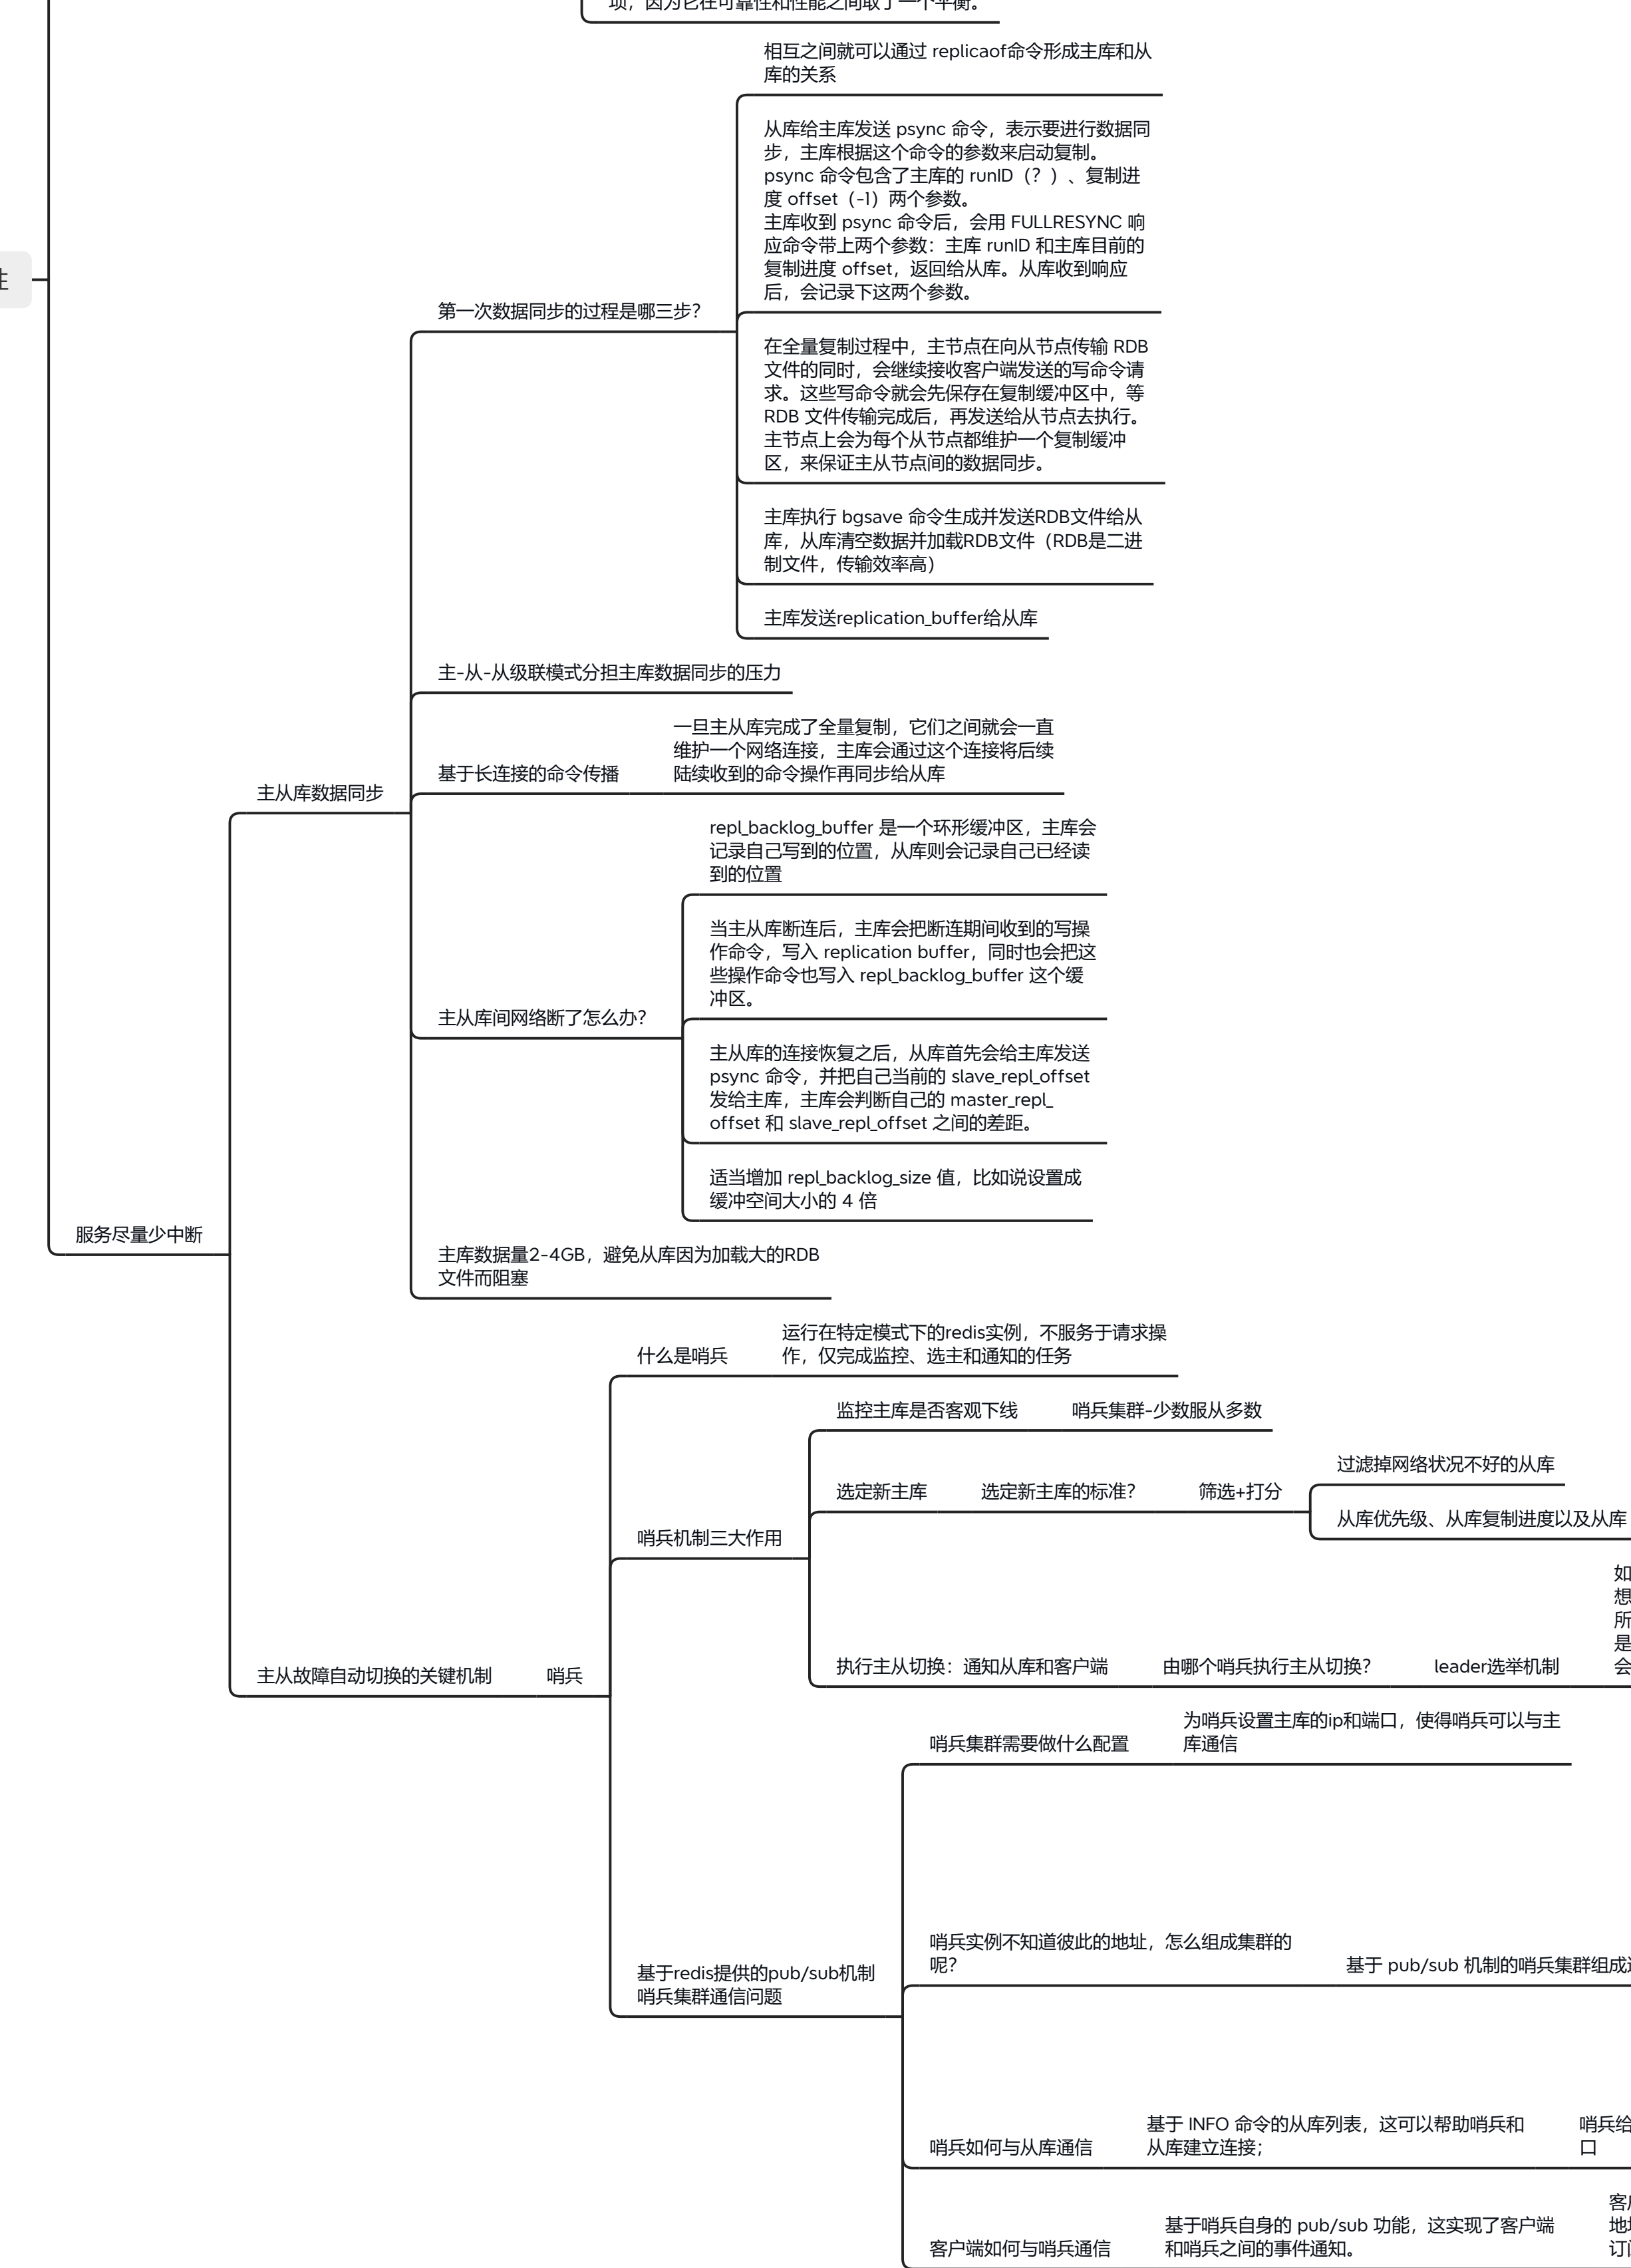 项，因为它在可靠性和性能之间取了一个平衡。
相互之间就可以通过 replicaof命令形成主库和从
库的关系
从库给主库发送 psync 命令，表示要进行数据同
步，主库根据这个命令的参数来启动复制。
psync 命令包含了主库的 runID（？）、复制进
度 offset（-1）两个参数。
主库收到 psync 命令后，会用 FULLRESYNC 响
应命令带上两个参数：主库 runID 和主库目前的
复制进度 offset，返回给从库。从库收到响应
后，会记录下这两个参数。
第一次数据同步的过程是哪三步？
在全量复制过程中，主节点在向从节点传输 RDB
文件的同时，会继续接收客户端发送的写命令请
求。这些写命令就会先保存在复制缓冲区中，等
RDB 文件传输完成后，再发送给从节点去执行。
主节点上会为每个从节点都维护一个复制缓冲
区，来保证主从节点间的数据同步。
主库执行 bgsave 命令生成并发送RDB文件给从
库，从库清空数据并加载RDB文件（RDB是二进
制文件，传输效率高）
主库发送replication_buffer给从库
主-从-从级联模式分担主库数据同步的压力
一旦主从库完成了全量复制，它们之间就会一直
维护一个网络连接，主库会通过这个连接将后续
陆续收到的命令操作再同步给从库
基于长连接的命令传播
主从库数据同步
repl_backlog_buffer 是一个环形缓冲区，主库会
记录自己写到的位置，从库则会记录自己已经读
到的位置
当主从库断连后，主库会把断连期间收到的写操
作命令，写入 replication buffer，同时也会把这
些操作命令也写入 repl_backlog_buffer 这个缓
冲区。
主从库间网络断了怎么办？
主从库的连接恢复之后，从库首先会给主库发送
psync 命令，并把自己当前的 slave_repl_offset
发给主库，主库会判断自己的 master_repl_
offset 和 slave_repl_offset 之间的差距。
适当增加 repl_backlog_size 值，比如说设置成
缓冲空间大小的 4 倍
服务尽量少中断
主库数据量2-4GB，避免从库因为加载大的RDB
文件而阻塞
什么是哨兵
运行在特定模式下的redis实例，不服务于请求操
作，仅完成监控、选主和通知的任务
监控主库是否客观下线
哨兵集群-少数服从多数
选定新主库
选定新主库的标准？
筛选+打分
过滤掉网络状况不好的从库
从库优先级、从库复制进度以及从库
哨兵机制三大作用
如
想
所
是
会
执行主从切换：通知从库和客户端
由哪个哨兵执行主从切换？
leader选举机制
主从故障自动切换的关键机制
哨兵
哨兵集群需要做什么配置
为哨兵设置主库的ip和端口，使得哨兵可以与主
库通信
哨兵实例不知道彼此的地址，怎么组成集群的
呢？
基于 pub/sub 机制的哨兵集群组成
基于redis提供的pub/sub机制
哨兵集群通信问题
哨兵如何与从库通信
基于 INFO 命令的从库列表，这可以帮助哨兵和
从库建立连接；
哨兵给
口
客户端如何与哨兵通信
基于哨兵自身的 pub/sub 功能，这实现了客户端
和哨兵之间的事件通知。